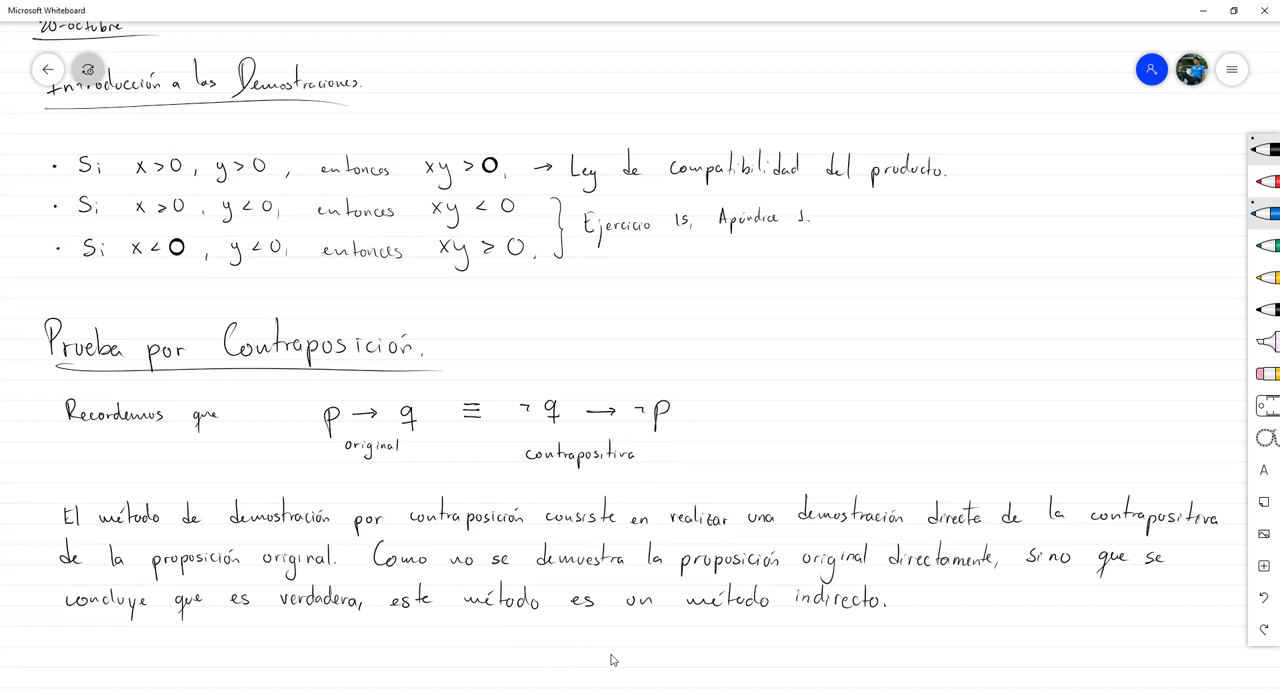 Microsoft Whiteboard
20-octubre
Introducción a las Demostraciones.
· Si x > 0, y > 0, entonces xy > 0. → Ley de compatibilidad del producto.
· Si x > 0, y < 0, entonces xy < 0
Ejercicio 15, Apéndice 1.
· Si x < 0, y < 0, entonces xy > 0.
Prueba por Contraposición.
Recordemos que p → q ≡ ¬q → ¬p
original contrapositiva
El método de demostración por contraposición consiste en realizar una demostración directa de la contrapositiva
de la proposición original. Como no se demuestra la proposición original directamente, sino que se
concluye que es verdadera, este método es un método indirecto.
A